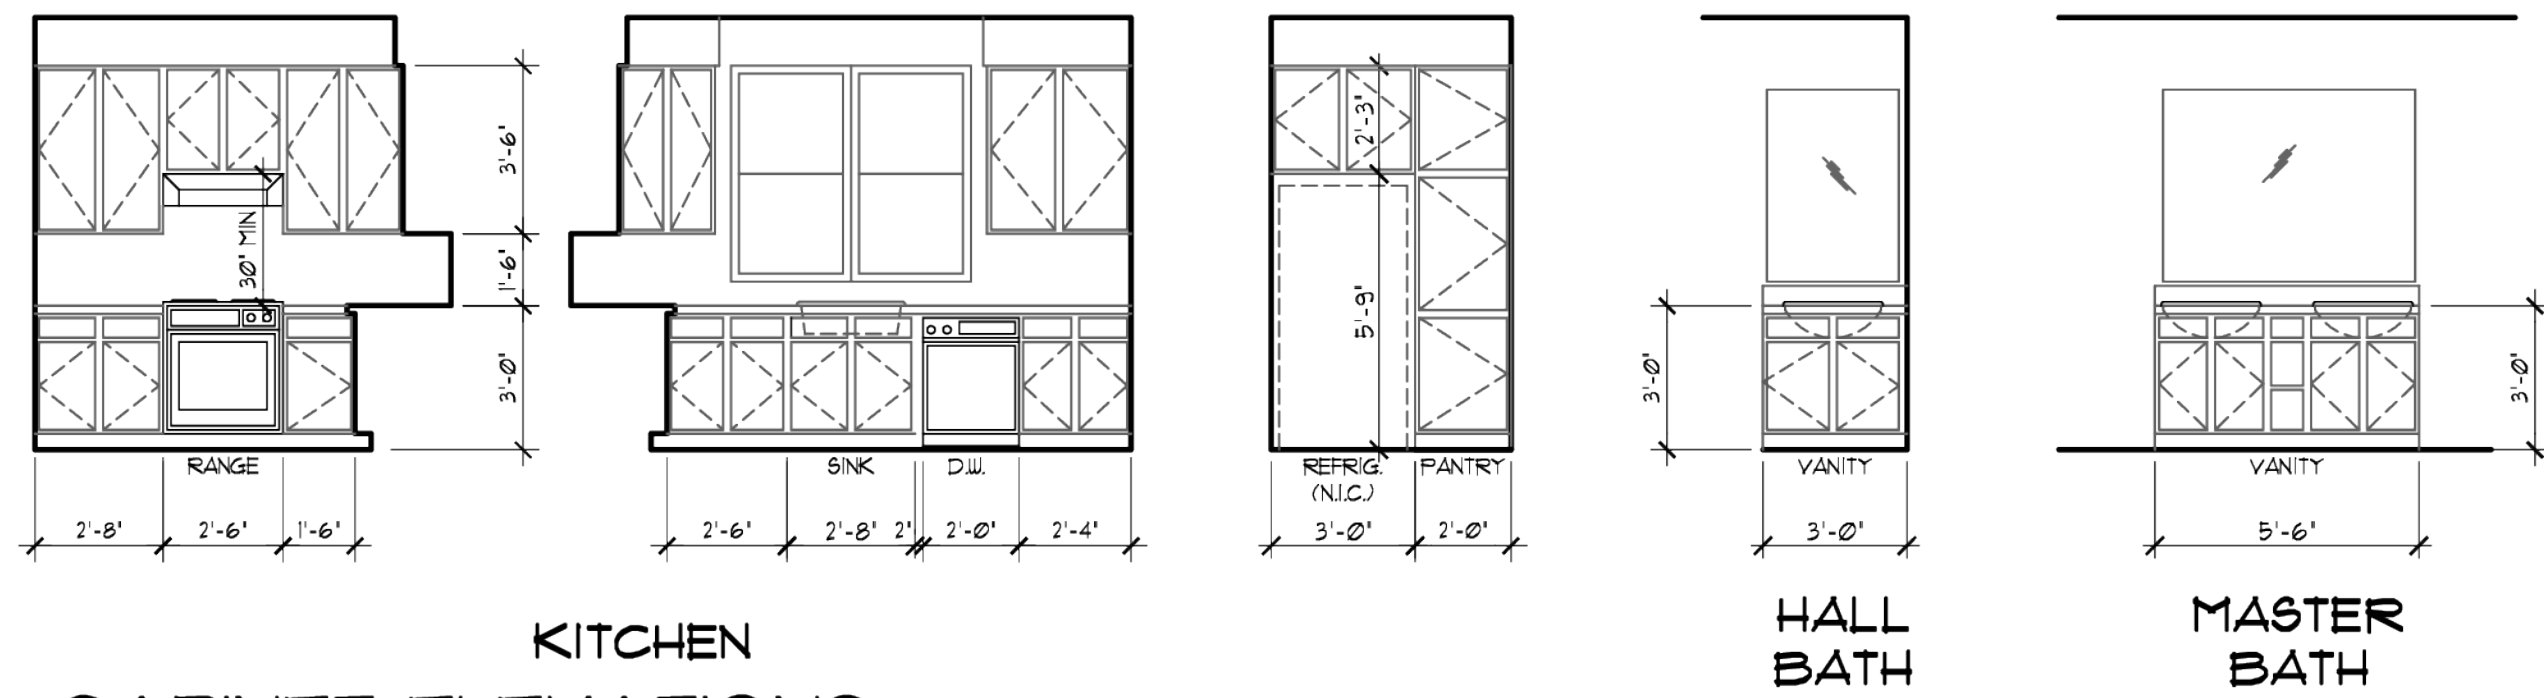 3'-6"
30" MIN
1'-6"
3'-0"
RANGE
2'-8" 2'-6" 1'-6"
SINK D.W.
2'-6" 2'-8" 2" 2'-0" 2'-4"
2'-3"
5'-9"
REFRIG. PANTRY
(N.I.C.)
3'-0" 2'-0"
3'-0"
VANITY
3'-0"
3'-0"
VANITY
5'-6"
KITCHEN
HALL
BATH
MASTER
BATH